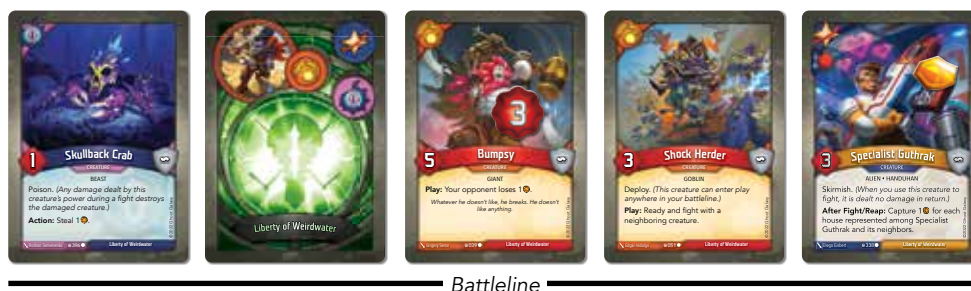 1
Skullback Crab
CREATURE
BEAST
Poison. (Any damage dealt by this
creature's power during a fight destroys
the damaged creature.)
Action: Steal 1
Liberty of Weirdwater
Liberty of Weirdwater
3
5
Bumpsy
CREATURE
GIANT
Play: Your opponent loses 1
Whatever he doesn't like, he breaks. He doesn't
like anything.
Liberty of Weirdwater
3
Shock Herder
CREATURE
GOBLIN
Deploy. (This creature can enter play
anywhere in your battleline.)
Play: Ready and fight with a
neighboring creature.
Liberty of Weirdwater
3
Specialist Guthrak
CREATURE
ALIEN • HANDUHAN
Skirmish. (When you use this creature to
fight, it is dealt no damage in return.)
After Fight/Reap: Capture 1 for each
house represented among Specialist
Guthrak and its neighbors.
Liberty of Weirdwater
Battleline